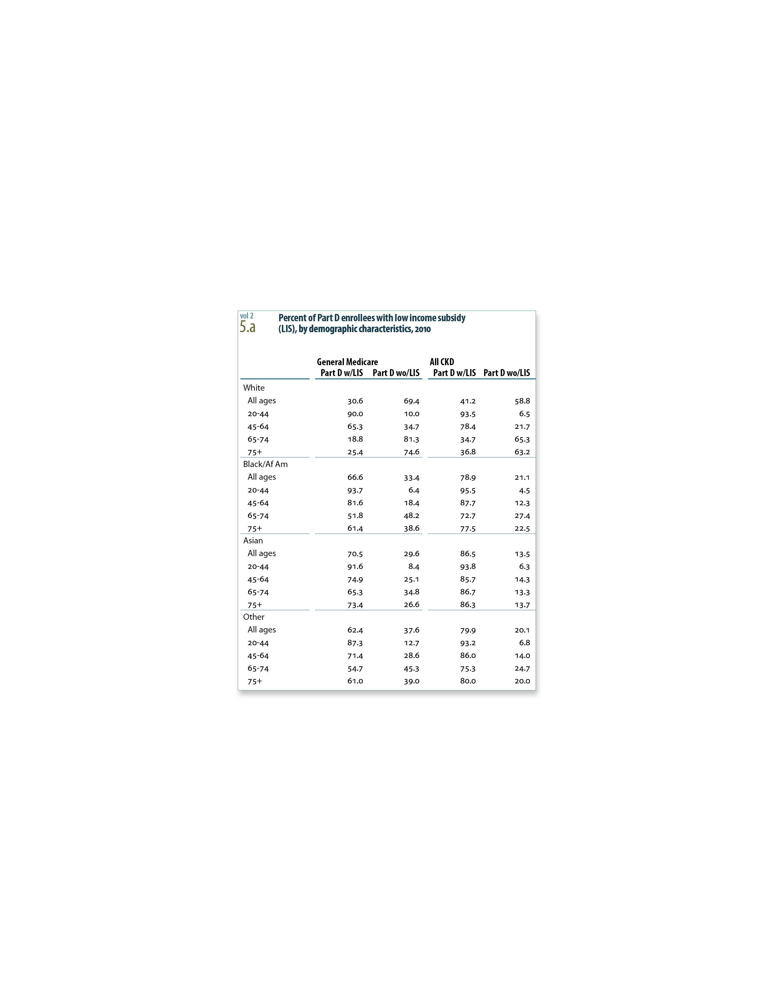 vol 2
5.a
Percent of Part D enrollees with low income subsidy
(LIS), by demographic characteristics, 2010
General Medicare All CKD
Part D w/LIS Part D wo/LIS Part D w/LIS Part D wo/LIS
White
All ages 30.6 69.4 41.2 58.8
20-44 90.0 10.0 93.5 6.5
45-64 65.3 34.7 78.4 21.7
65-74 18.8 81.3 34.7 65.3
75+ 25.4 74.6 36.8 63.2
Black/Af Am
All ages 66.6 33.4 78.9 21.1
20-44 93.7 6.4 95.5 4.5
45-64 81.6 18.4 87.7 12.3
65-74 51.8 48.2 72.7 27.4
75+ 61.4 38.6 77.5 22.5
Asian
All ages 70.5 29.6 86.5 13.5
20-44 91.6 8.4 93.8 6.3
45-64 74.9 25.1 85.7 14.3
65-74 65.3 34.8 86.7 13.3
75+ 73.4 26.6 86.3 13.7
Other
All ages 62.4 37.6 79.9 20.1
20-44 87.3 12.7 93.2 6.8
45-64 71.4 28.6 86.0 14.0
65-74 54.7 45.3 75.3 24.7
75+ 61.0 39.0 80.0 20.0